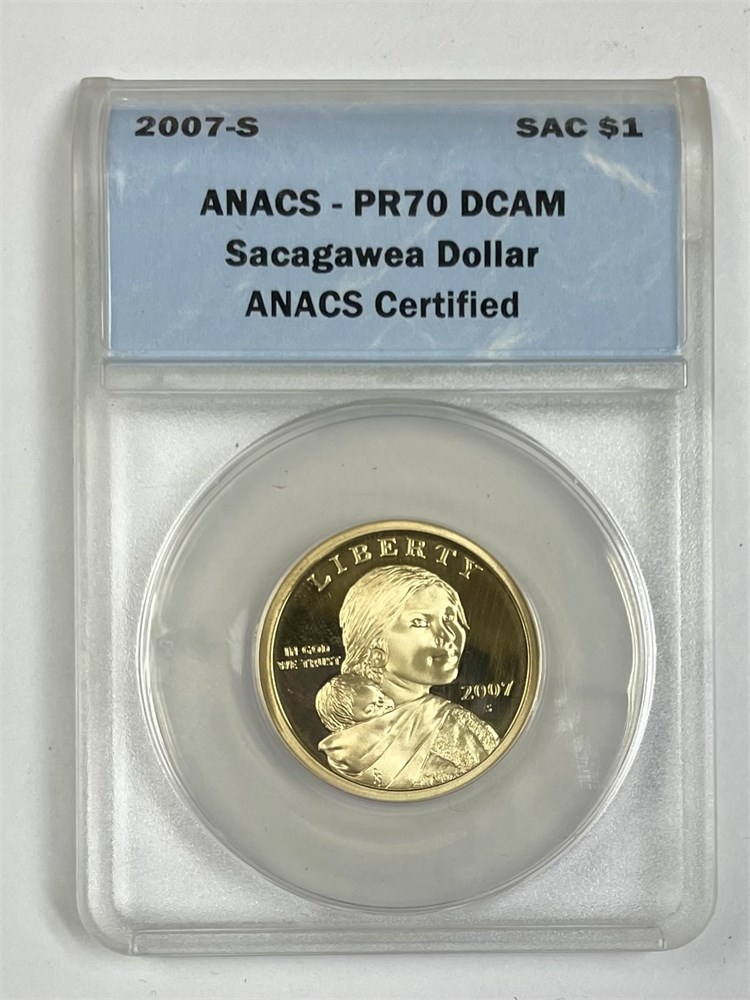 2007-S SAC $1
ANACS - PR70 DCAM
Sacagawea Dollar
ANACS Certified
LIBERTY
IN GOD
WE TRUST
2007
S